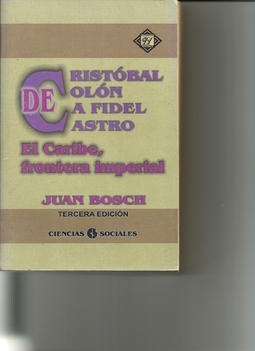 CRISTÓBAL
DE COLÓN
A FIDEL
CASTRO
El Caribe,
frontera imperial
JUAN BOSCH
TERCERA EDICIÓN
CIENCIAS SOCIALES